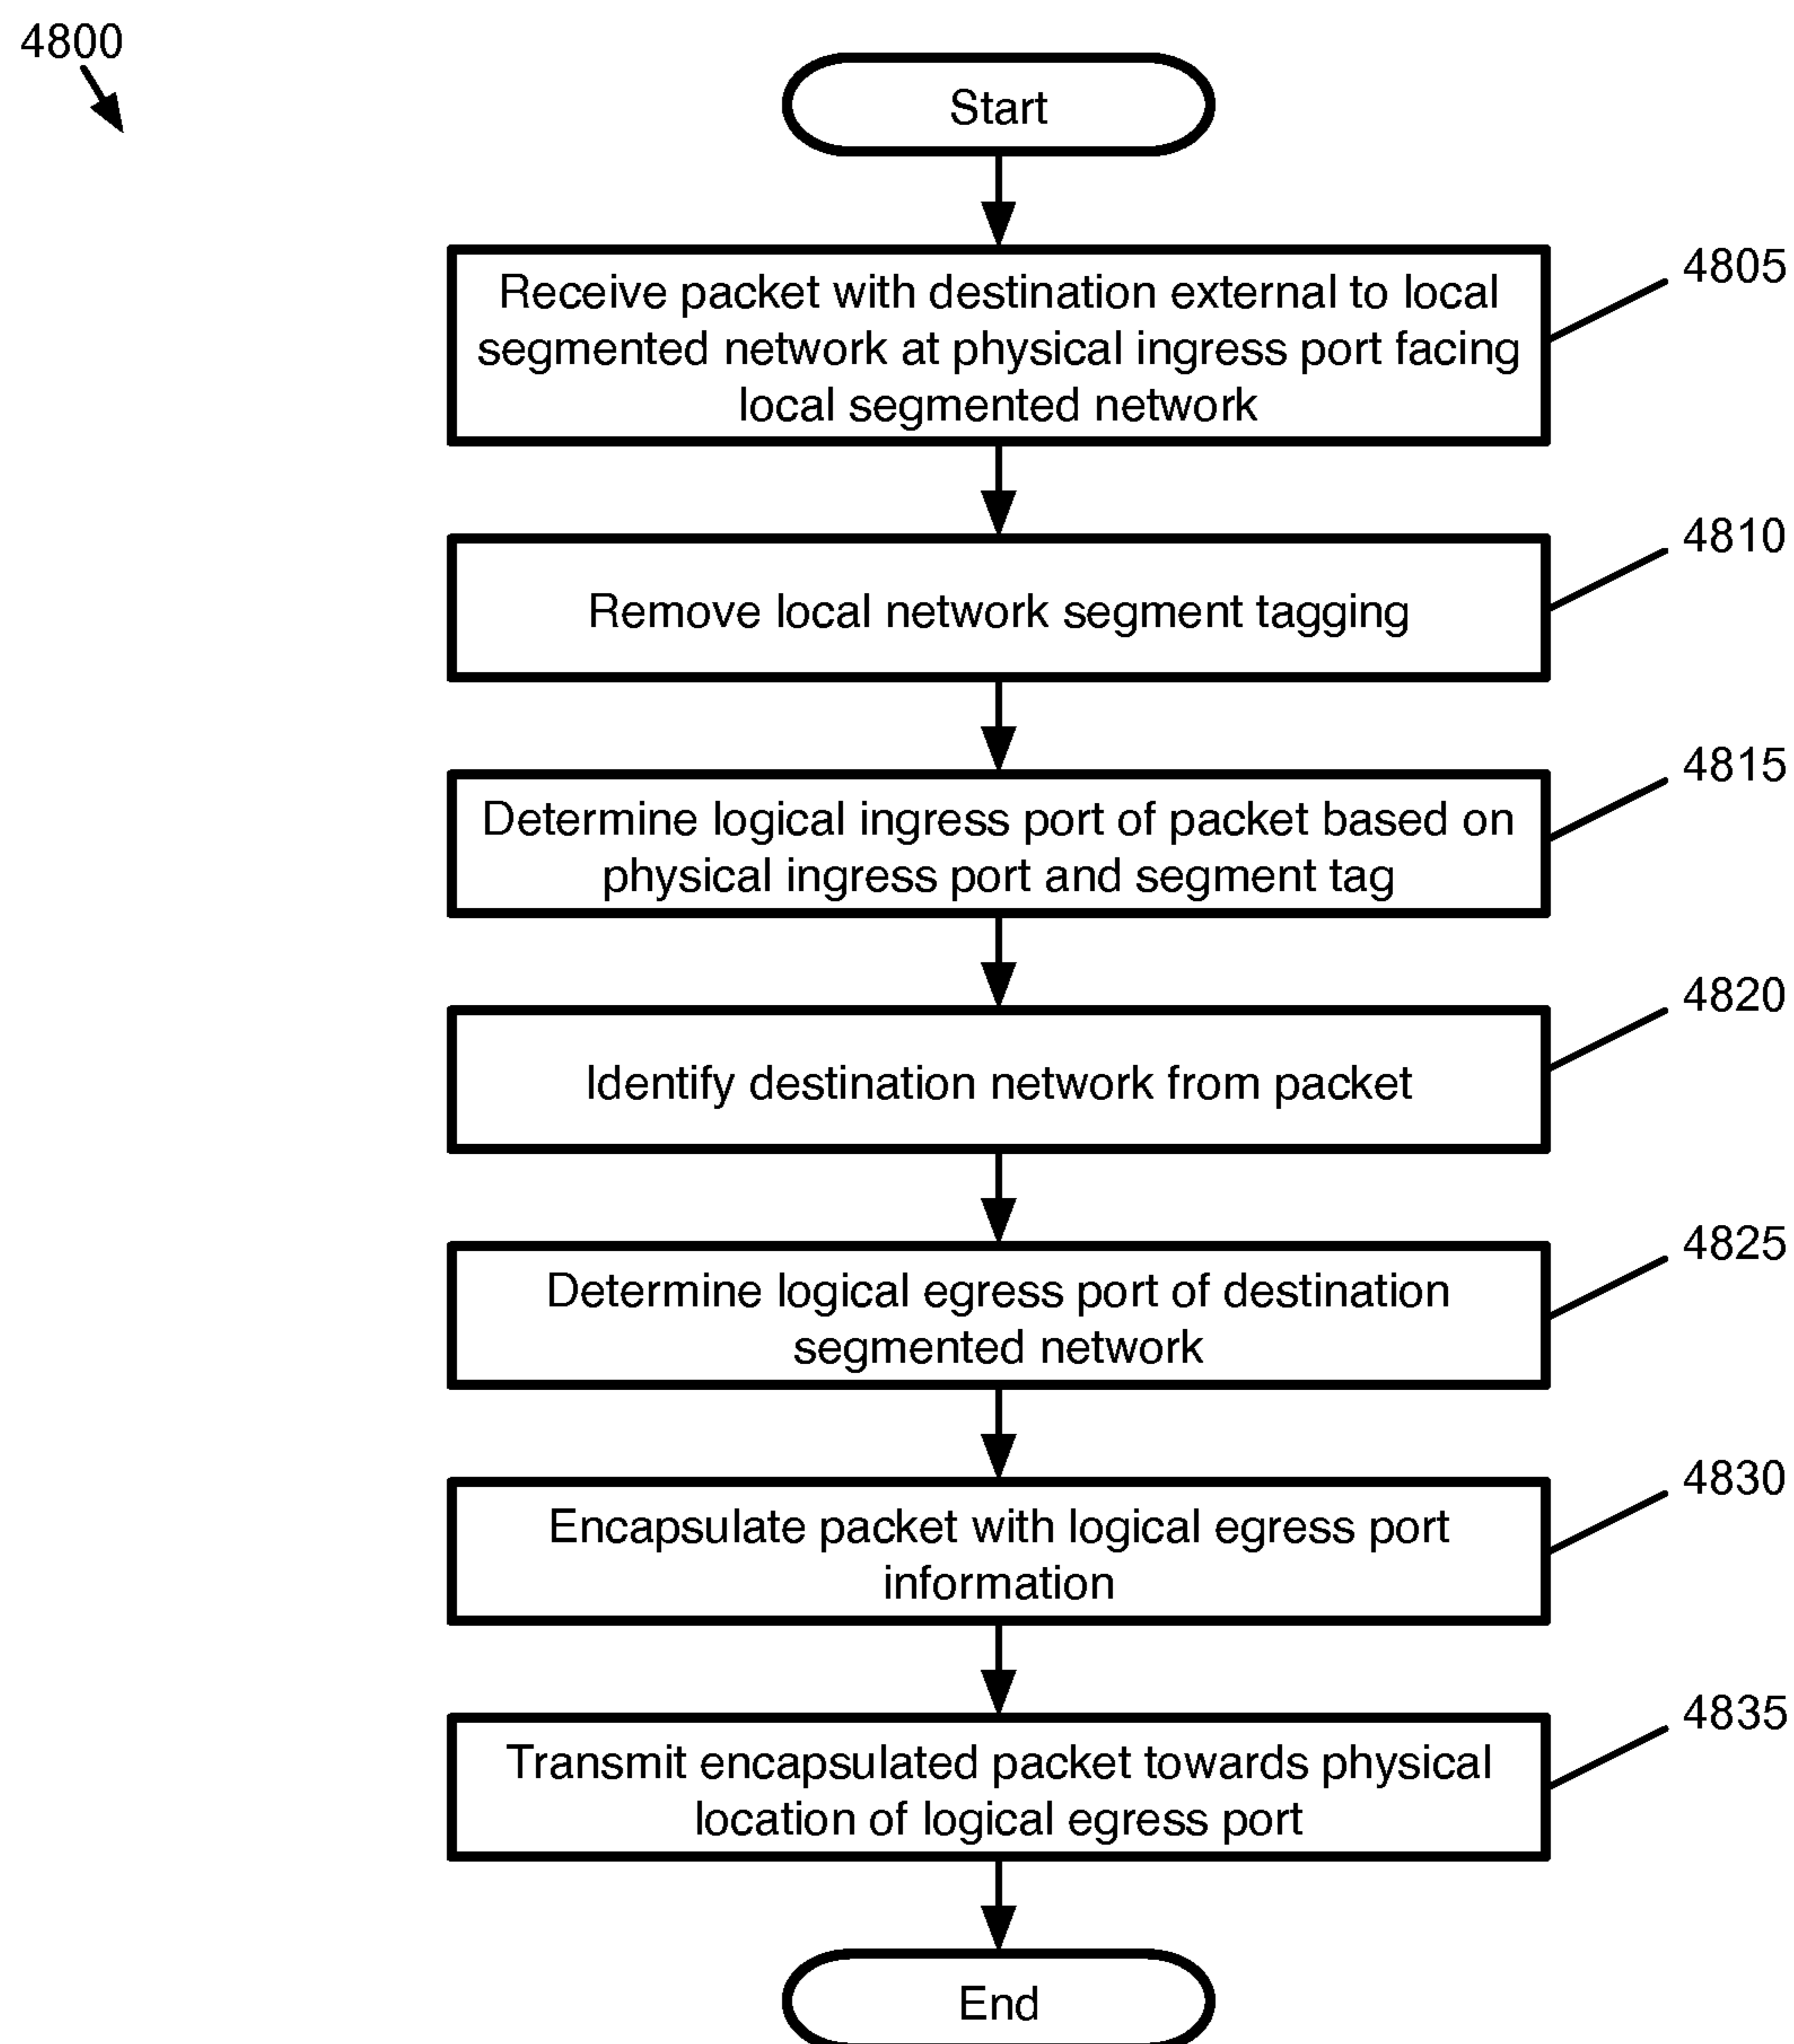 4800
Start
Receive packet with destination external to local
segmented network at physical ingress port facing
local segmented network
4805
Remove local network segment tagging
4810
Determine logical ingress port of packet based on
physical ingress port and segment tag
4815
Identify destination network from packet
4820
Determine logical egress port of destination
segmented network
4825
Encapsulate packet with logical egress port
information
4830
Transmit encapsulated packet towards physical
location of logical egress port
4835
End